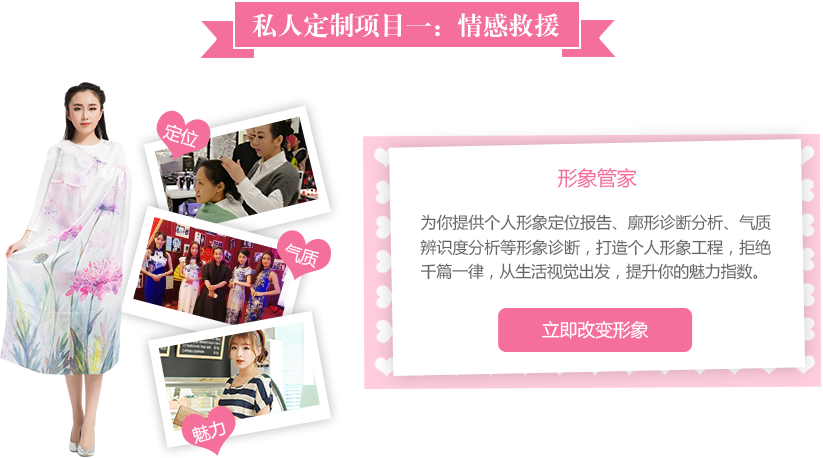 私人定制项目一：情感救援
定位
气质
魅力
形象管家
为你提供个人形象定位报告、廓形诊断分析、气质
辨识度分析等形象诊断，打造个人形象工程，拒绝
千篇一律，从生活视觉出发，提升你的魅力指数。
立即改变形象